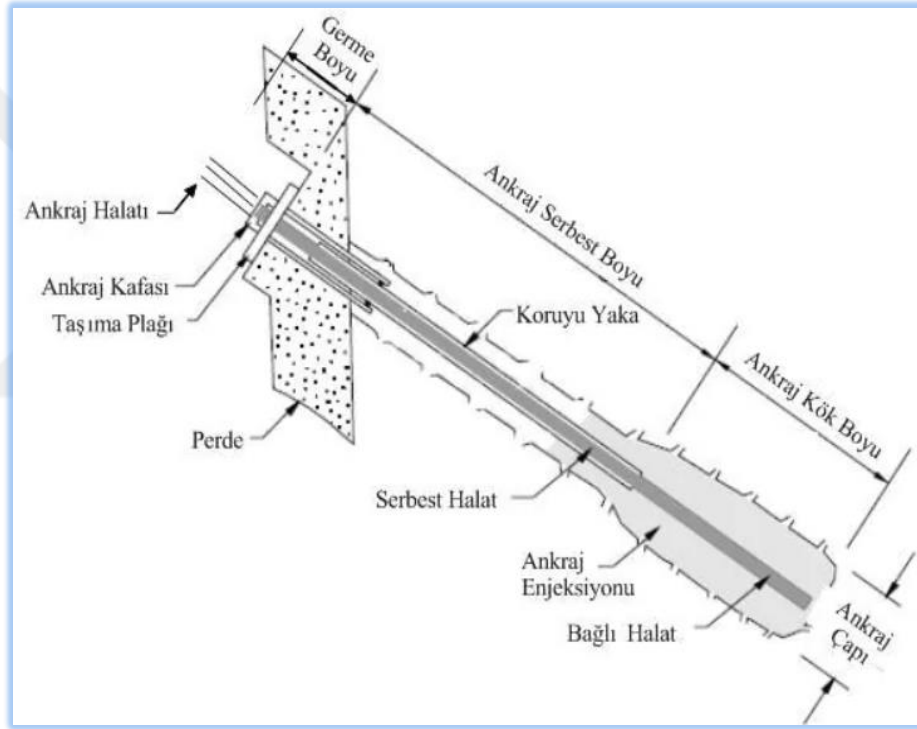 Germe
Boyu
Ankraj Serbest Boyu
Ankraj Halatı
Ankraj Kafası
Taşıma Plağı
Koruyu Yaka
Ankraj Kök Boyu
Perde
Serbest Halat
Ankraj
Enjeksiyonu
Bağlı Halat
Ankraj
Çapı